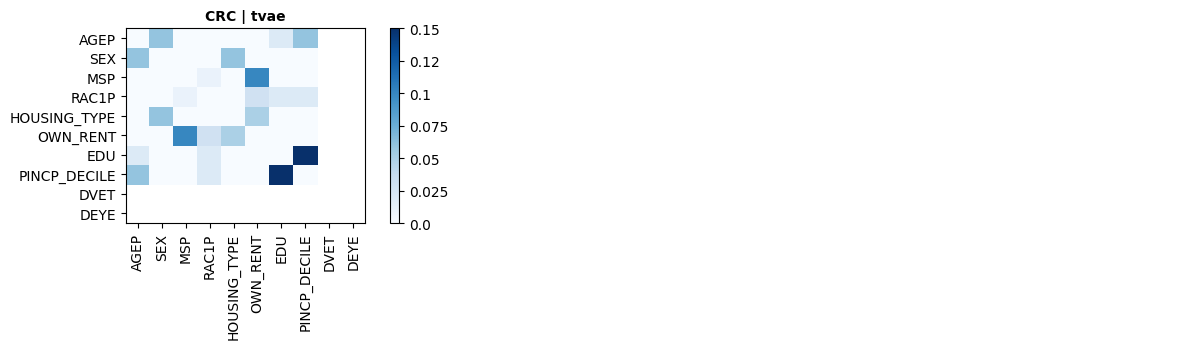 CRC | tvae
AGEP
SEX
MSP
RAC1P
HOUSING_TYPE
OWN_RENT
EDU
PINCP_DECILE
DVET
DEYE
AGEP
SEX
MSP
RAC1P
HOUSING_TYPE
OWN_RENT
EDU
PINCP_DECILE
DVET
DEYE
0.15
0.12
0.1
0.075
0.05
0.025
0.0